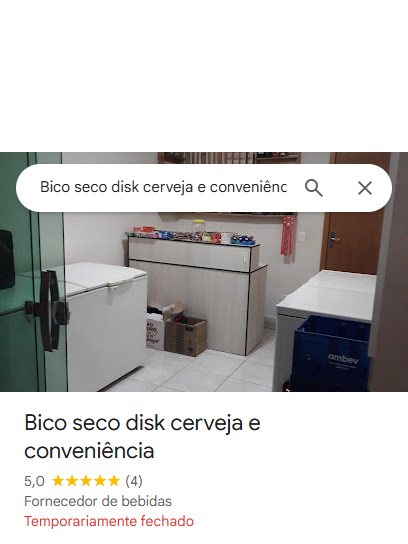 Bico seco disk cerveja e conveniênc
ambev
Bico seco disk cerveja e
conveniência
5,0 ★★★★★ (4)
Fornecedor de bebidas
Temporariamente fechado